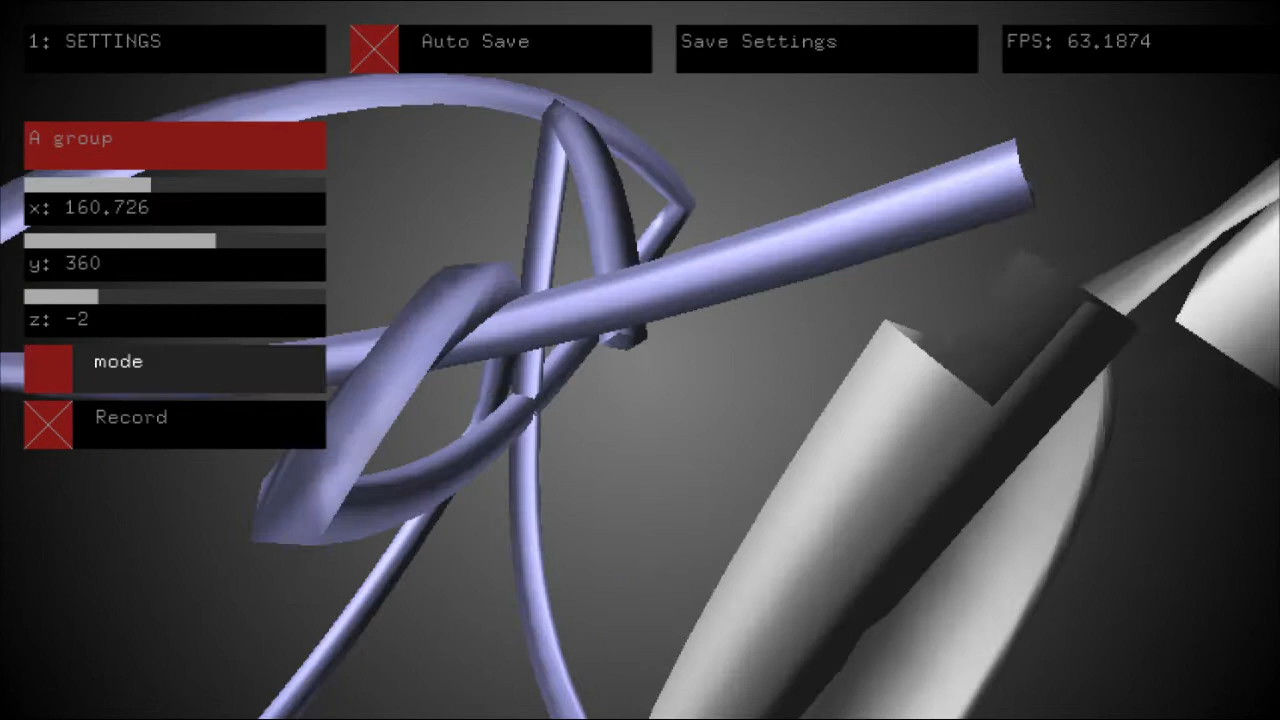 1: SETTINGS
Auto Save
Save Settings
FPS: 63.1874
A group
x: 160.726
y: 360
z: -2
mode
Record